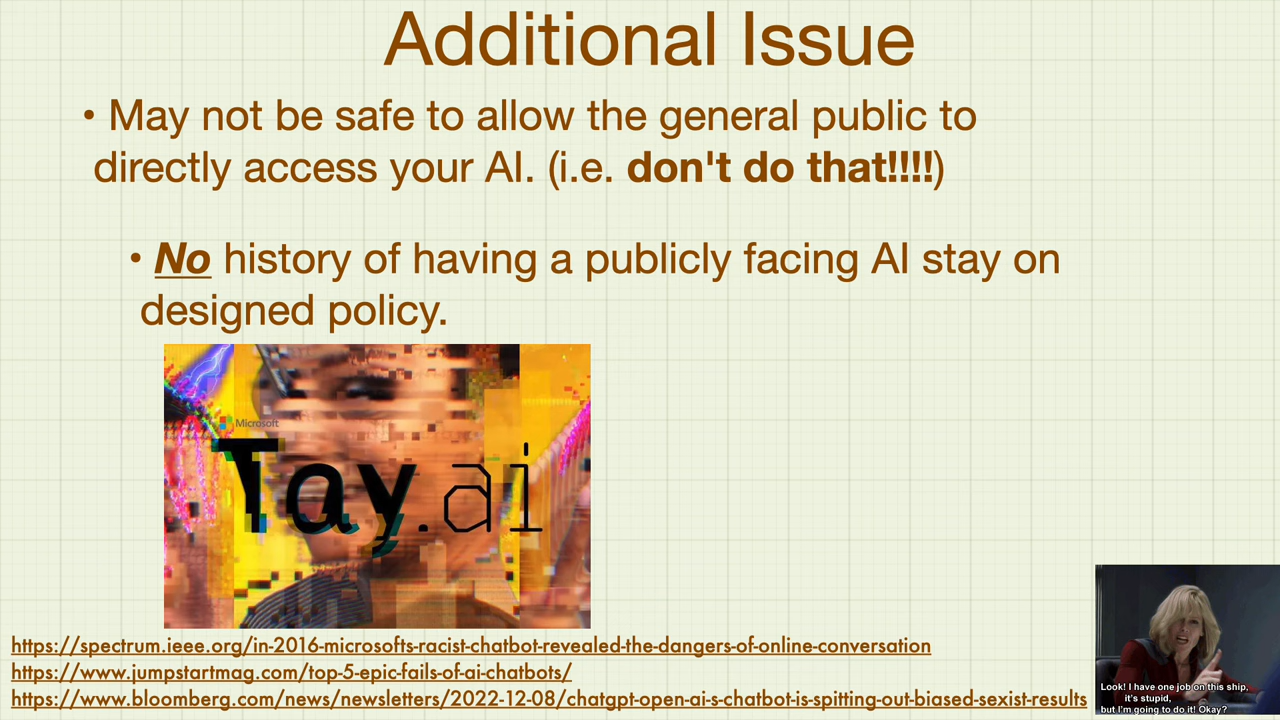 Additional Issue
• May not be safe to allow the general public to
directly access your AI. (i.e. don't do that!!!!)
• No history of having a publicly facing AI stay on
designed policy.
Microsoft
Tay.ai
https://spectrum.ieee.org/in-2016-microsofts-racist-chatbot-revealed-the-dangers-of-online-conversation
https://www.jumpstartmag.com/top-5-epic-fails-of-ai-chatbots/
https://www.bloomberg.com/news/newsletters/2022-12-08/chatgpt-open-ai-s-chatbot-is-spitting-out-biased-sexist-results
Look! I have one job on this ship,
it's stupid,
but I'm going to do it! Okay?